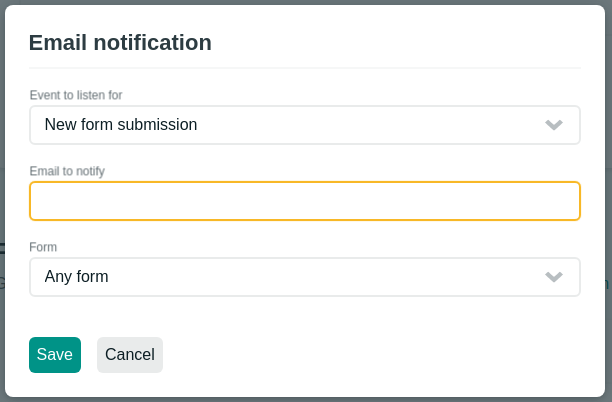 Email notification
Event to listen for
New form submission
Email to notify
Form
Any form
Save
Cancel